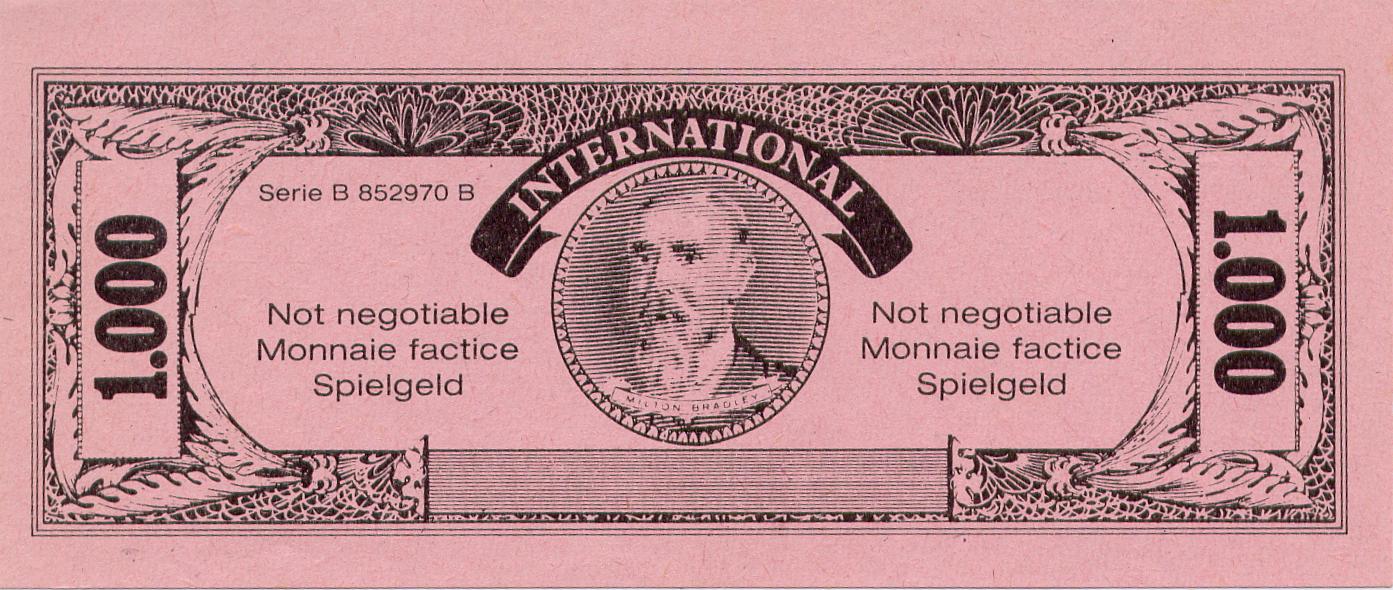 INTERNATIONAL
Serie B 852970 B
1.000
Not negotiable
Monnaie factice
Spielgeld
MILTON BRADLEY
Not negotiable
Monnaie factice
Spielgeld
1.000